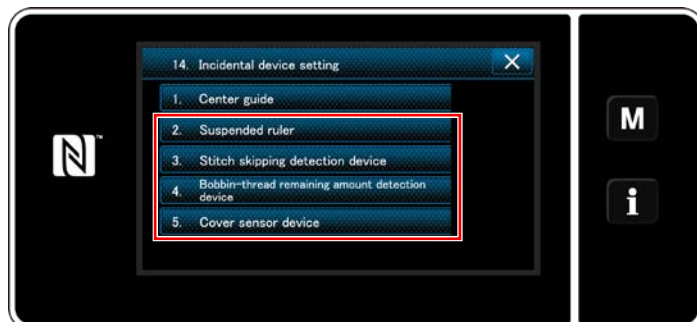 14. Incidental device setting
1. Center guide
2. Suspended ruler
3. Stitch skipping detection device
4. Bobbin-thread remaining amount detection
device
5. Cover sensor device
M
i
N